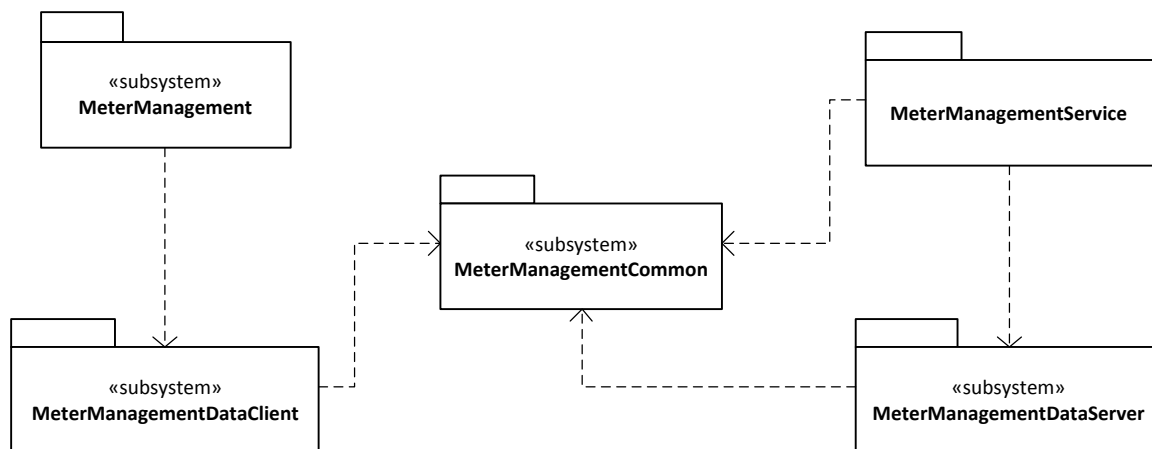 «subsystem»
MeterManagement
MeterManagementService
«subsystem»
MeterManagementCommon
«subsystem»
MeterManagementDataClient
«subsystem»
MeterManagementDataServer